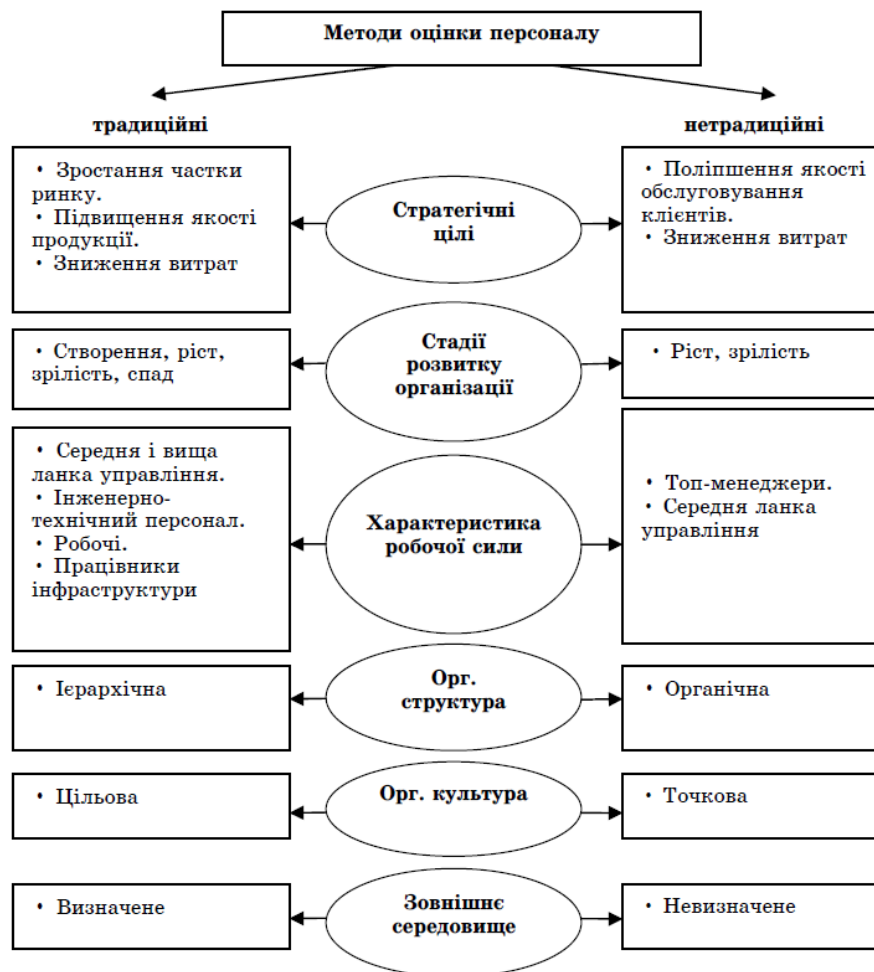 Методи оцінки персоналу
традиційні
нетрадиційні
• Зростання частки
ринку.
• Підвищення якості
продукції.
• Зниження витрат
Стратегічні
цілі
• Поліпшення якості
обслуговування
клієнтів.
• Зниження витрат
• Створення, ріст,
зрілість, спад
Стадії
розвитку
організації
• Ріст, зрілість
• Середня і вища
ланка управління.
• Інженерно-
технічний персонал.
• Робочі.
• Працівники
інфраструктури
Характеристика
робочої сили
• Топ-менеджери.
• Середня ланка
управління
• Ієрархічна
Орг.
структура
• Органічна
• Цільова
Орг. культура
• Точкова
• Визначене
Зовнішнє
середовище
• Невизначене